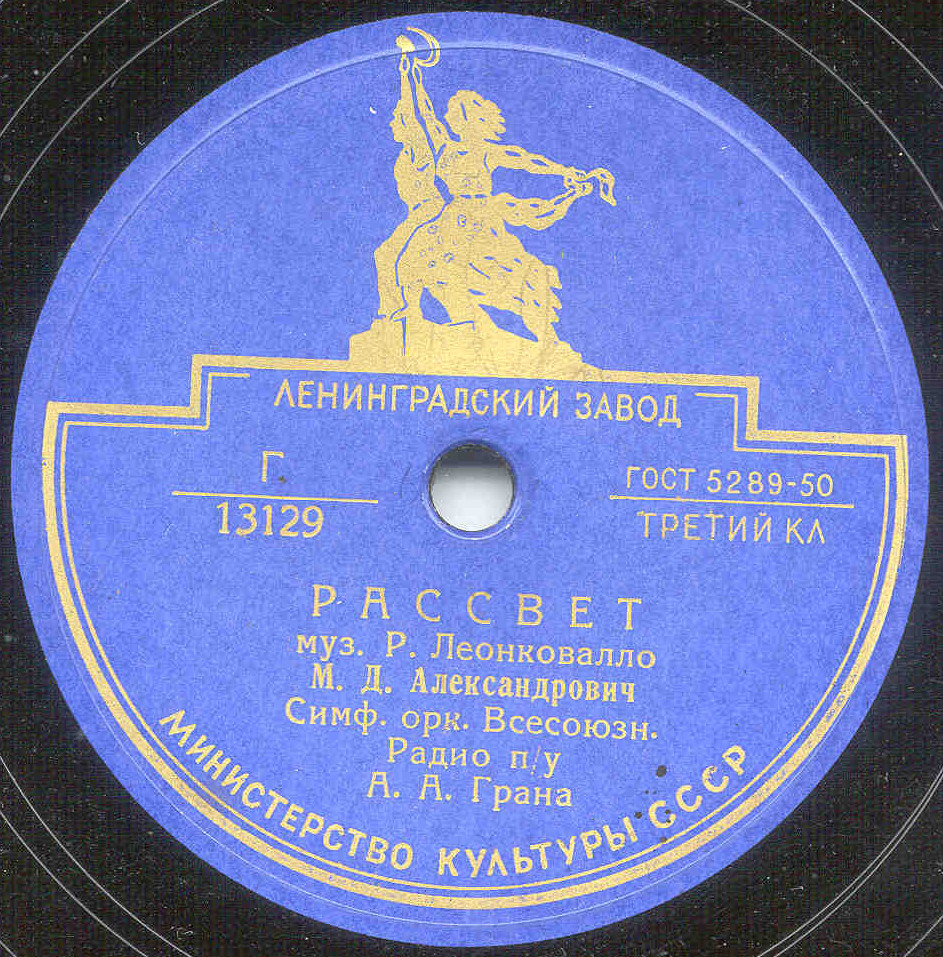 ЛЕНИНГРАДСКИЙ ЗАВОД
Г.
13129
ГОСТ 5289-50
ТРЕТИЙ КЛ
РАССВЕТ
муз. Р. Леонковалло
М. Д. Александрович
Симф. орк. Всесоюзн.
Радио п/у
А. А. Грана
МИНИСТЕРСТВО КУЛЬТУРЫ СССР